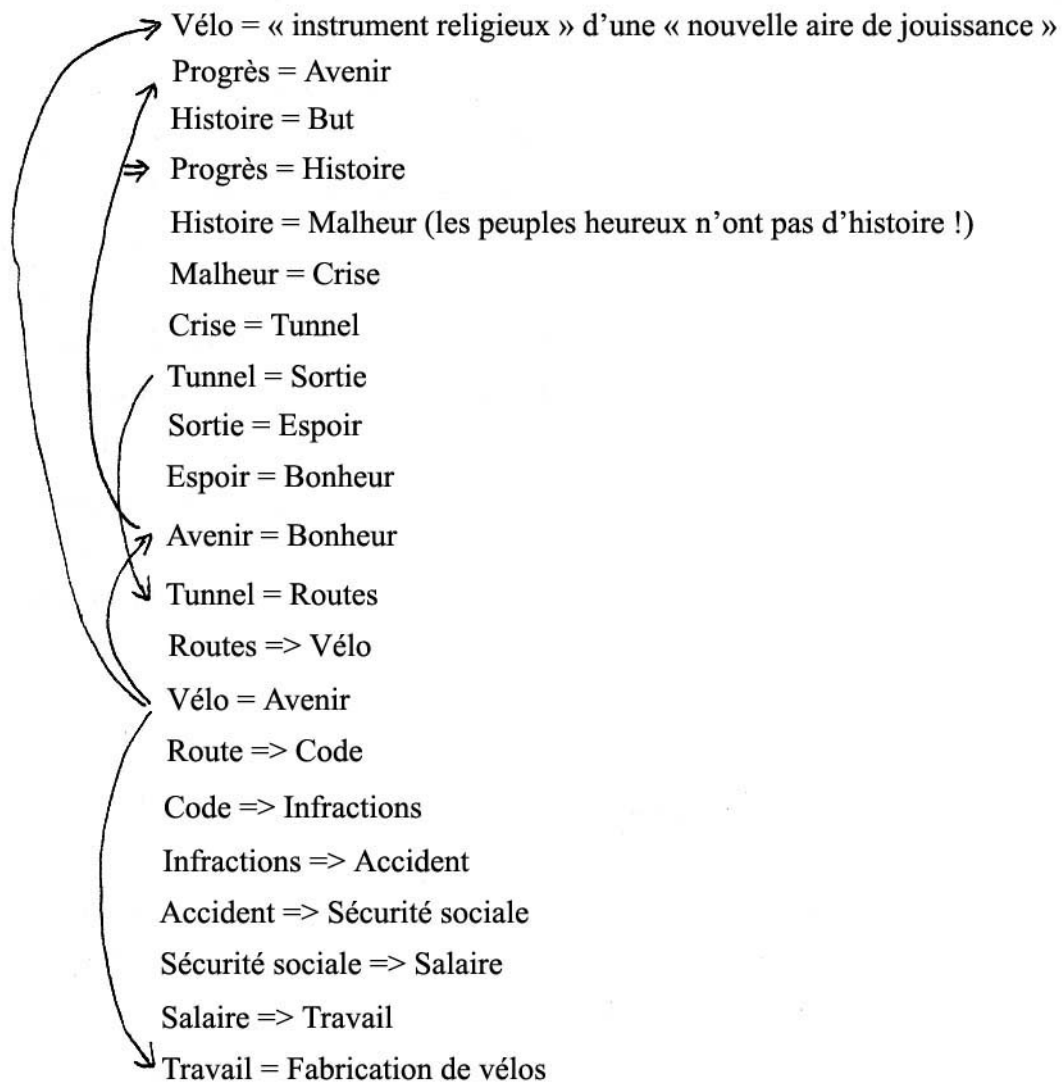 Vélo = « instrument religieux » d’une « nouvelle aire de jouissance »
Progrès = Avenir
Histoire = But
⇒ Progrès = Histoire
Histoire = Malheur (les peuples heureux n’ont pas d’histoire !)
Malheur = Crise
Crise = Tunnel
Tunnel = Sortie
Sortie = Espoir
Espoir = Bonheur
Avenir = Bonheur
Tunnel = Routes
Routes => Vélo
Vélo = Avenir
Route => Code
Code => Infractions
Infractions => Accident
Accident => Sécurité sociale
Sécurité sociale => Salaire
Salaire => Travail
Travail = Fabrication de vélos